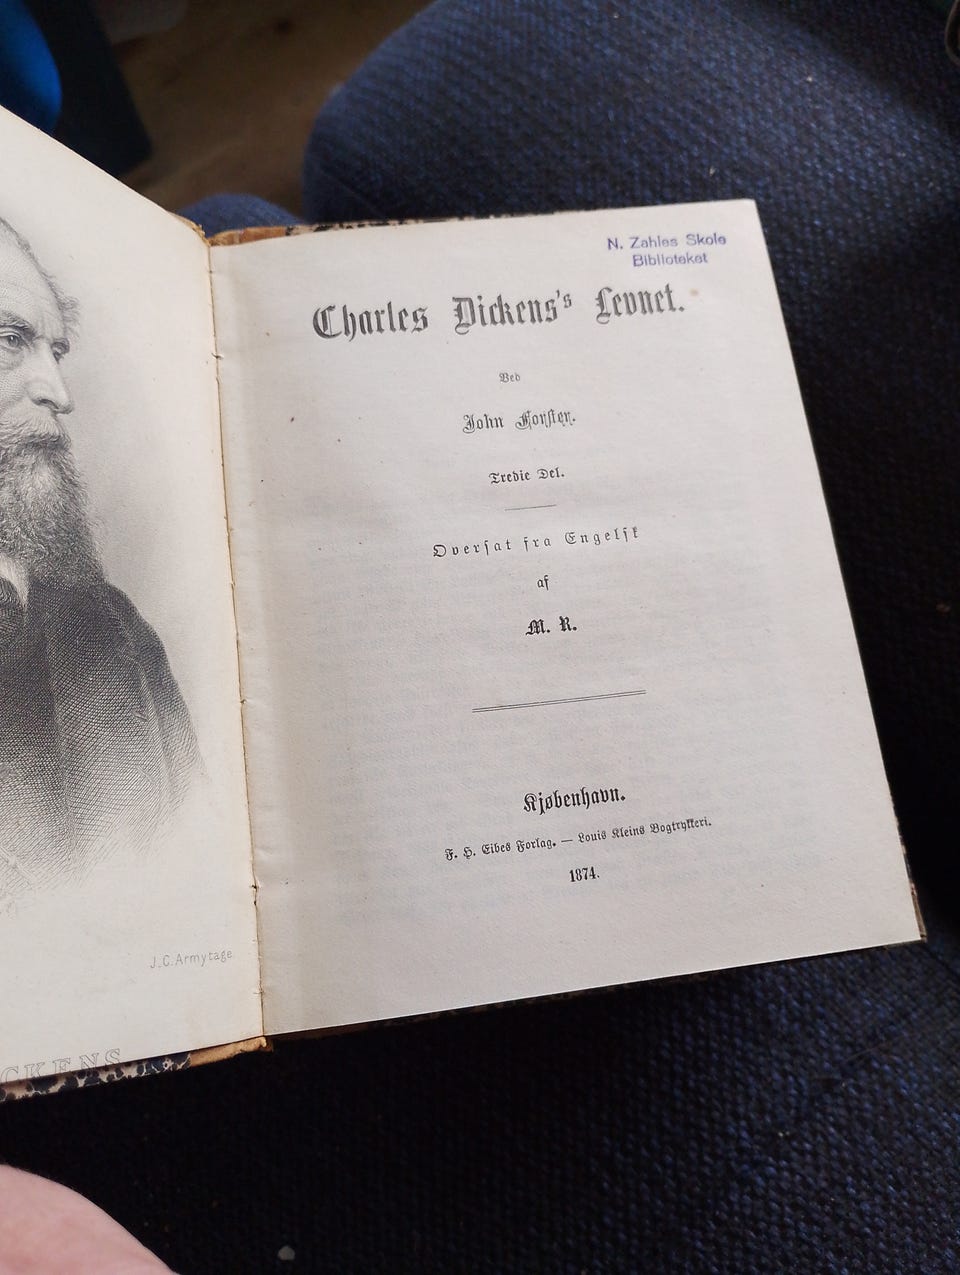 N. Zahles Skole
Biblioteket
Charles Dickens's Levnet.
Ved
John Forster.
Tredie Del.
Oversat fra Engelsk
af
M. R.
Kjøbenhavn.
F. H. Eibes Forlag. — Louis Kleins Bogtrykkeri.
1874.
J.C.Armytage
CKENS